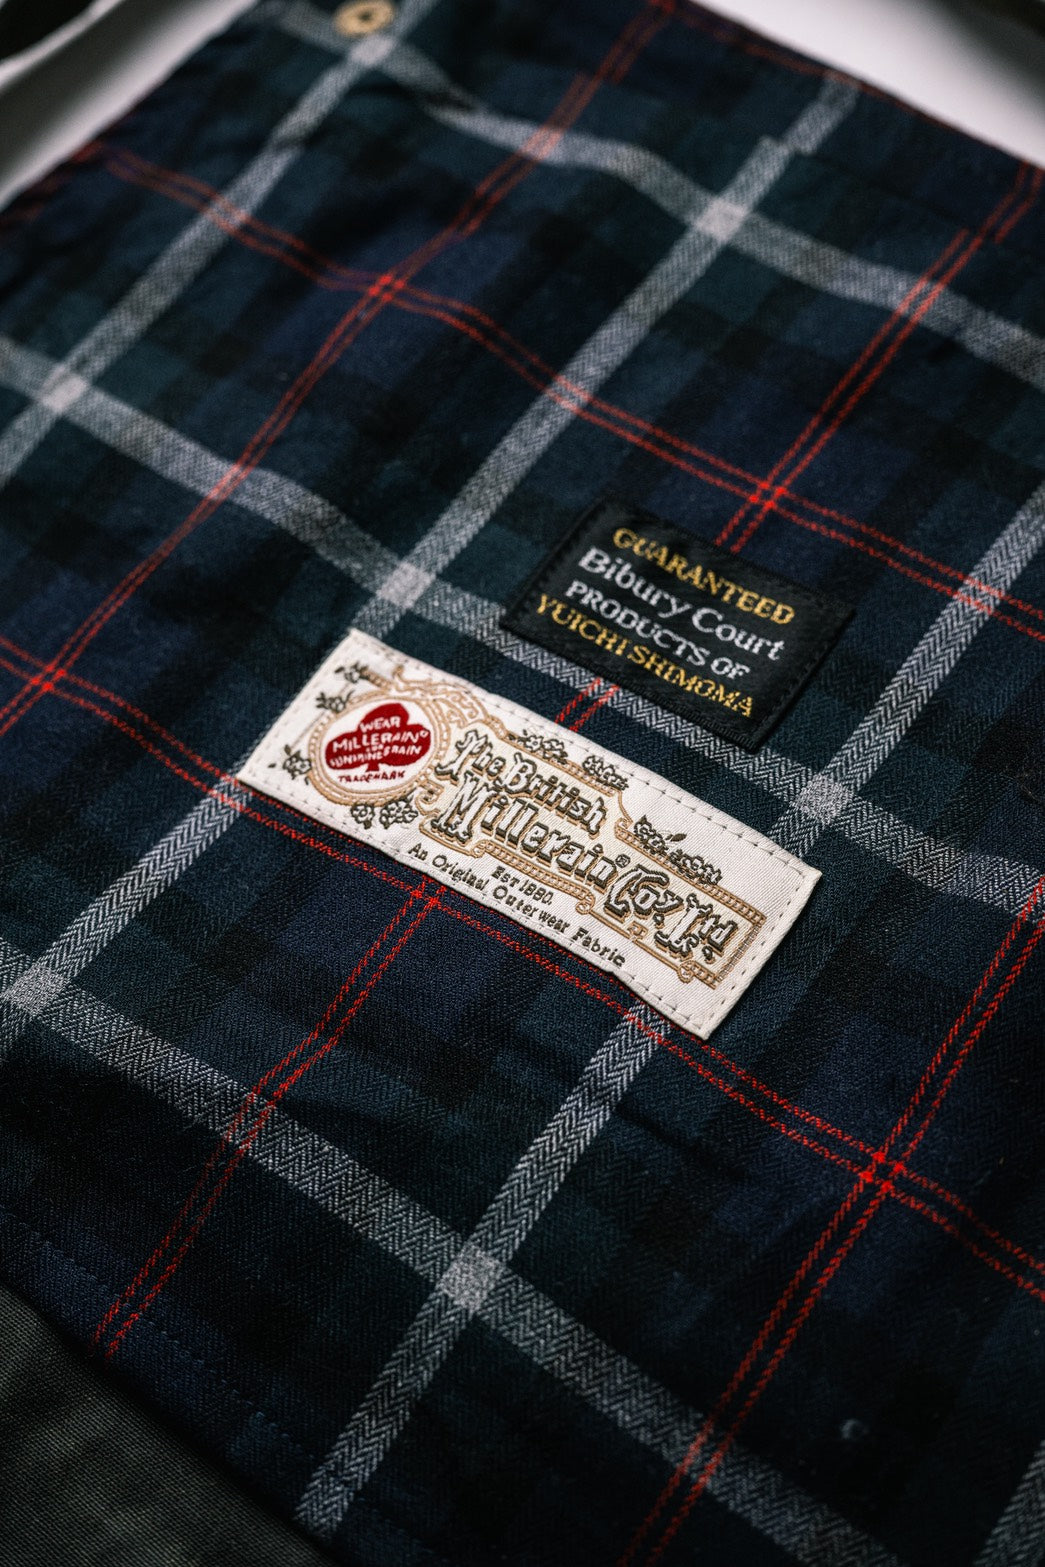 GUARANTEED
Bibury Court
PRODUCTS OF
YUICHI SHIMOMA
WEAR
MILLERAIN®
TRADEMARK
The British
Millerain® Coy. Ltd
Est 1880.
An Original Outerwear Fabric